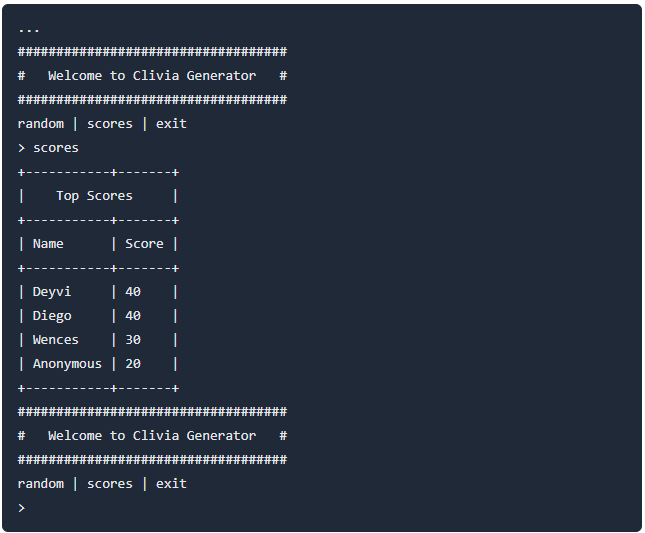 ...
###################################
#   Welcome to Clivia Generator   #
###################################
random | scores | exit
> scores
+-----------+-------+
|    Top Scores     |
+-----------+-------+
| Name      | Score |
+-----------+-------+
| Deyvi     | 40    |
| Diego     | 40    |
| Wences    | 30    |
| Anonymous | 20    |
+-----------+-------+
###################################
#   Welcome to Clivia Generator   #
###################################
random | scores | exit
>